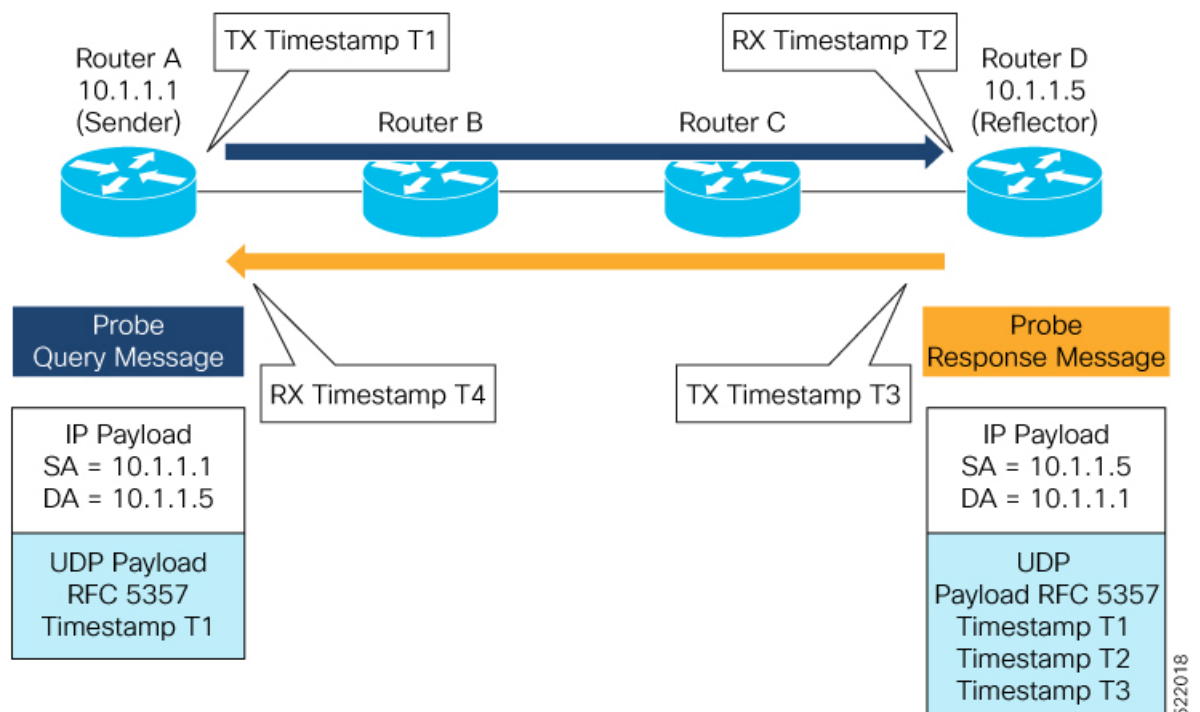 TX Timestamp T1
RX Timestamp T2
Router A
10.1.1.1
(Sender)
Router B
Router C
Router D
10.1.1.5
(Reflector)
Probe
Query Message
RX Timestamp T4
TX Timestamp T3
Probe
Response Message
IP Payload
SA = 10.1.1.1
DA = 10.1.1.5
UDP Payload
RFC 5357
Timestamp T1
IP Payload
SA = 10.1.1.5
DA = 10.1.1.1
UDP
Payload RFC 5357
Timestamp T1
Timestamp T2
Timestamp T3
522018